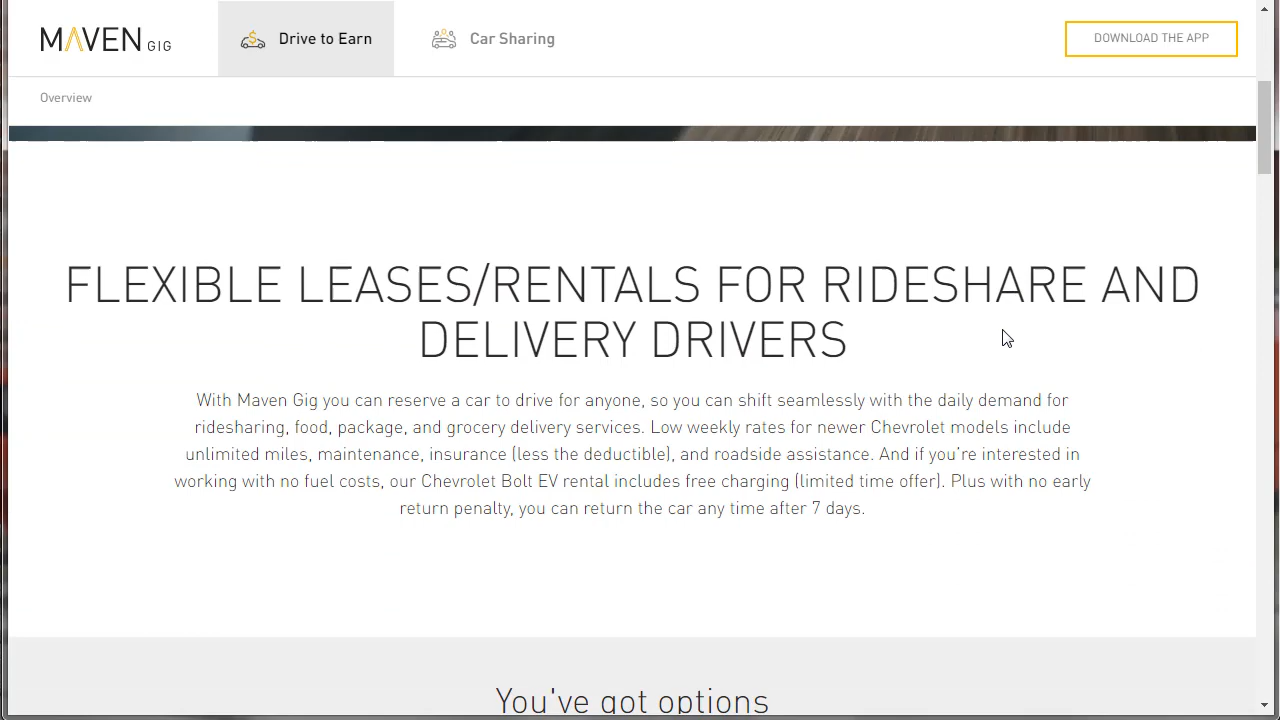 MAVEN GIG
Drive to Earn
Car Sharing
DOWNLOAD THE APP
Overview
FLEXIBLE LEASES/RENTALS FOR RIDESHARE AND
DELIVERY DRIVERS
With Maven Gig you can reserve a car to drive for anyone, so you can shift seamlessly with the daily demand for
ridesharing, food, package, and grocery delivery services. Low weekly rates for newer Chevrolet models include
unlimited miles, maintenance, insurance (less the deductible), and roadside assistance. And if you're interested in
working with no fuel costs, our Chevrolet Bolt EV rental includes free charging (limited time offer). Plus with no early
return penalty, you can return the car any time after 7 days.
You've got options